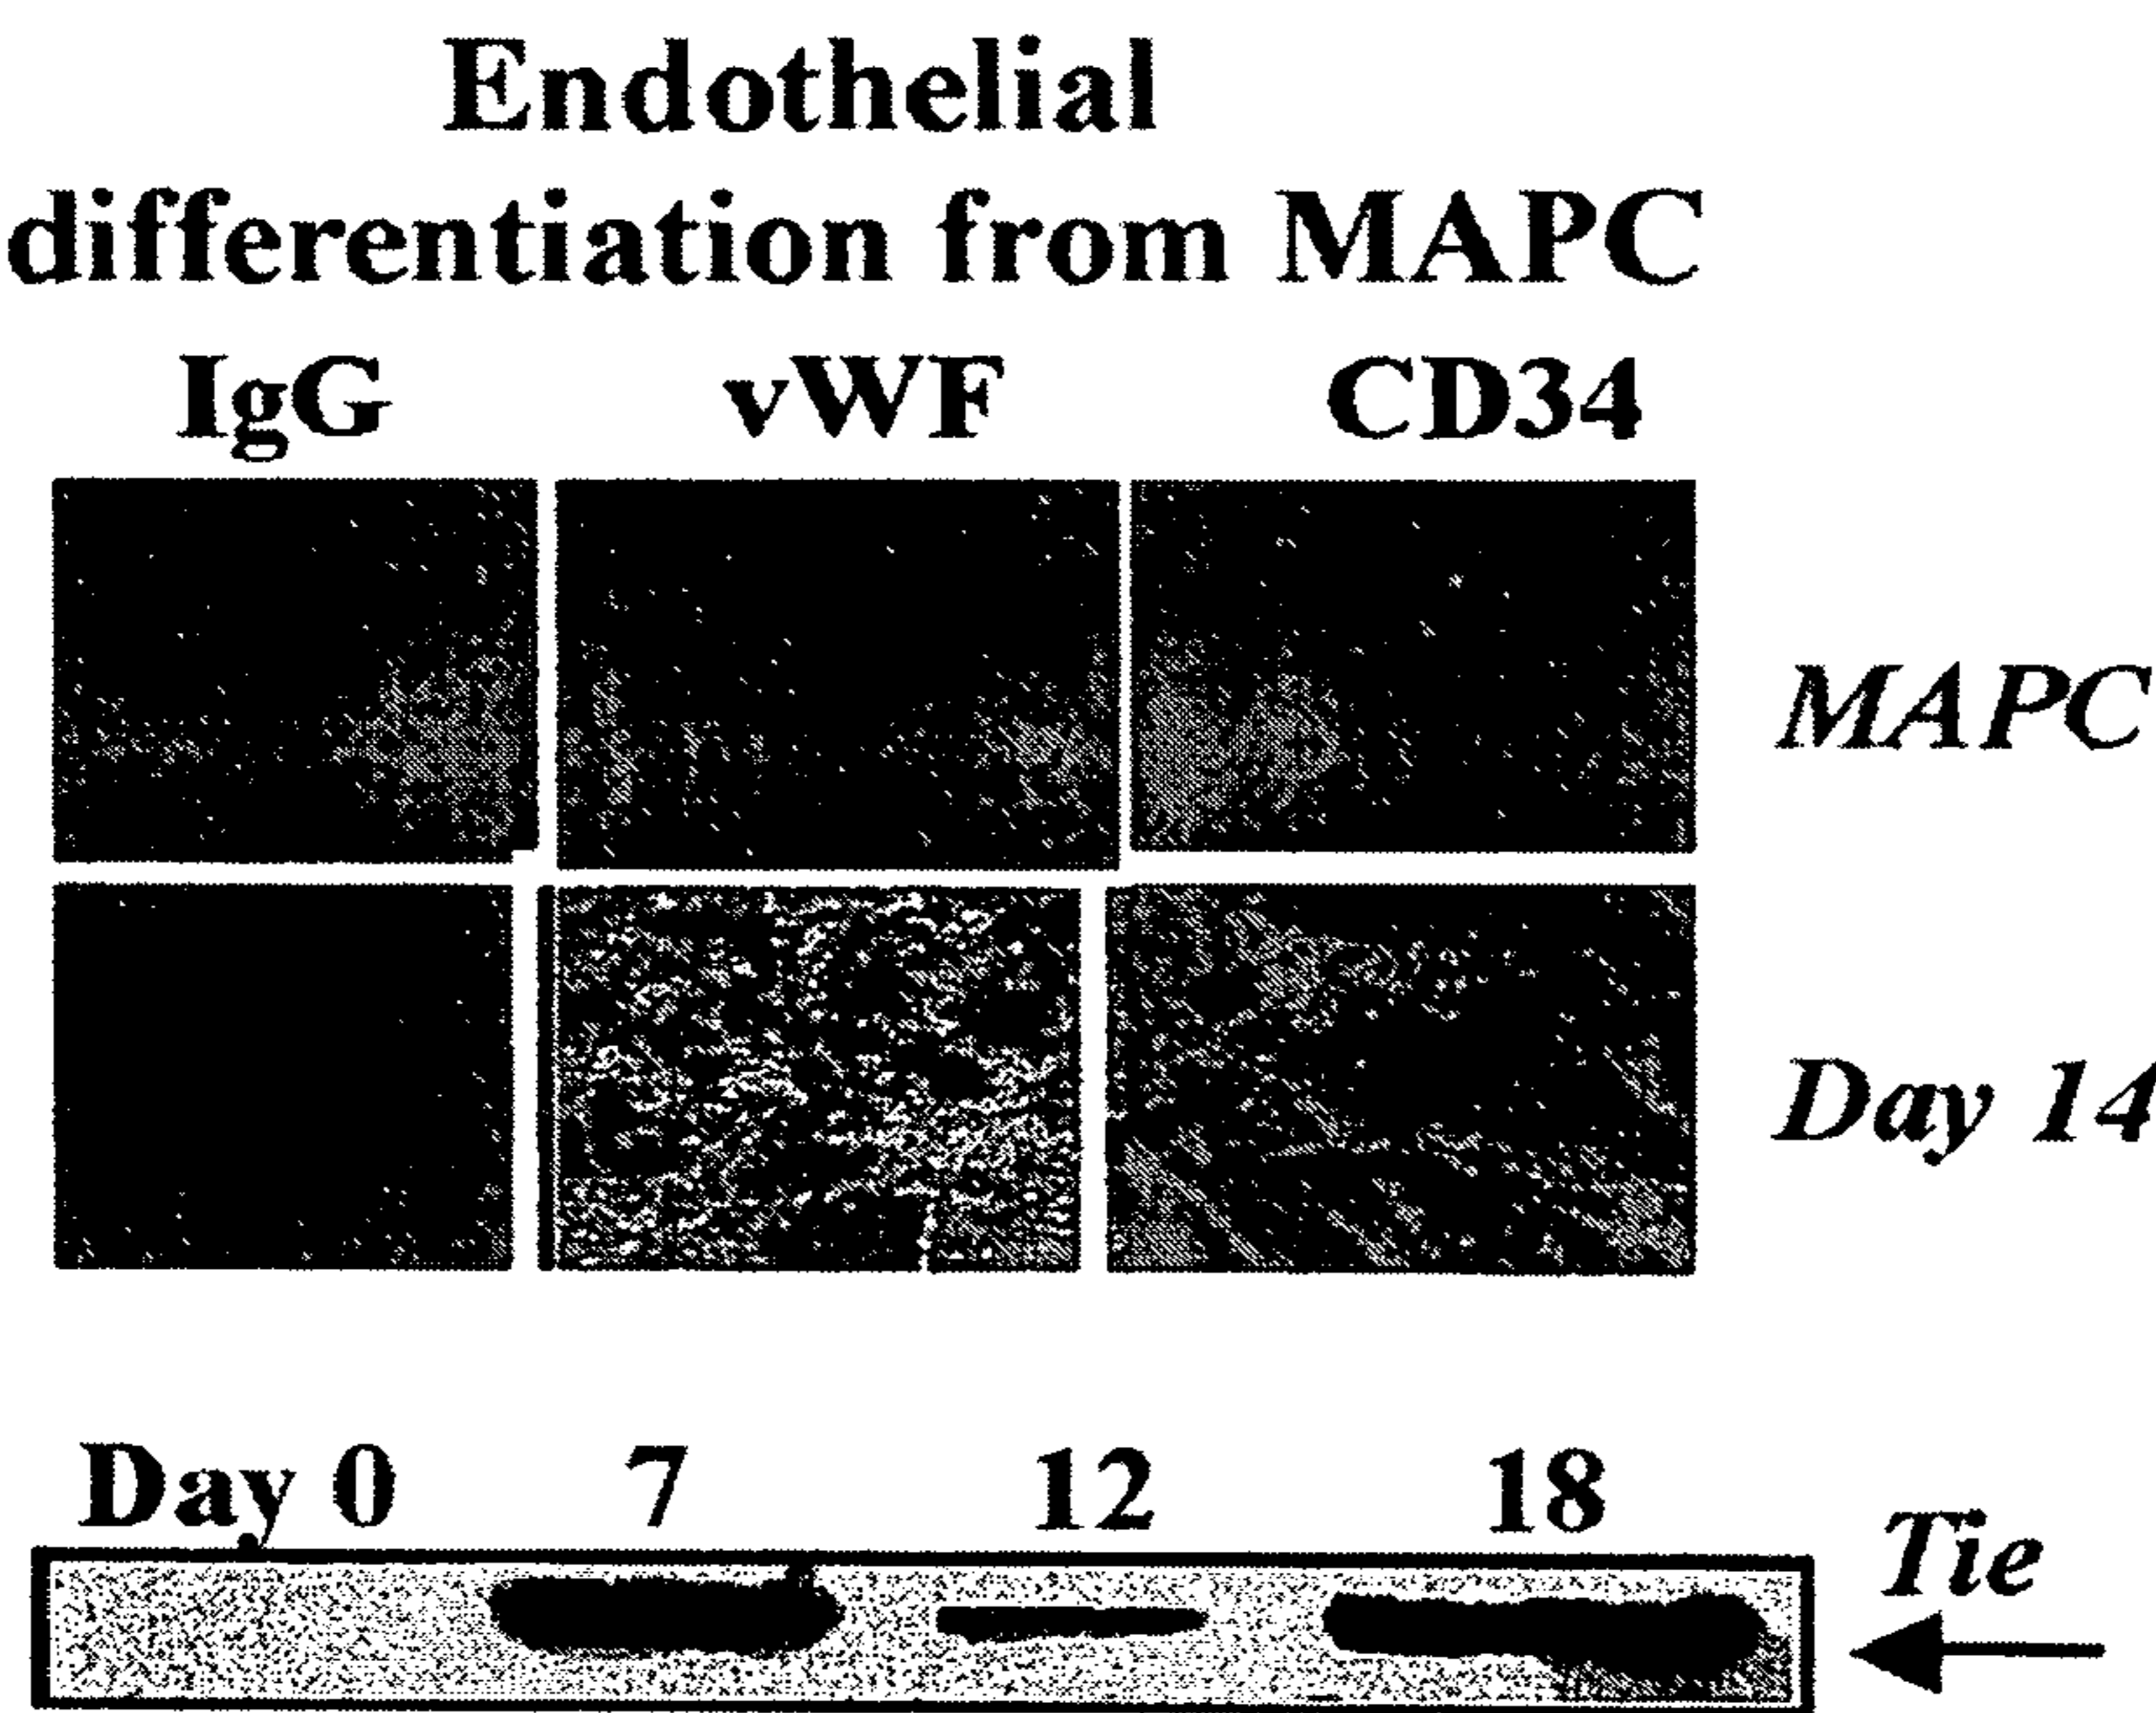 Endothelial
differentiation from MAPC
IgG vWF CD34
MAPC
Day 14
Day 0 7 12 18
Tie